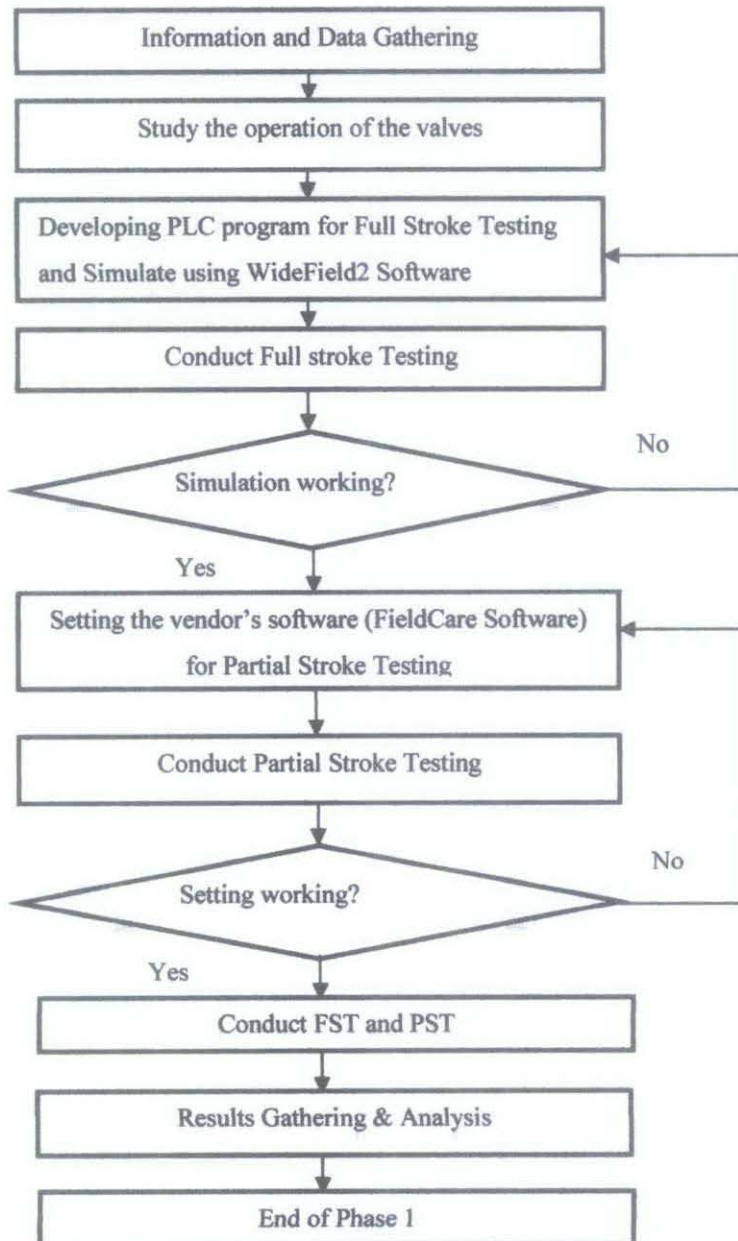 Information and Data Gathering
Study the operation of the valves
Developing PLC program for Full Stroke Testing
and Simulate using WideField2 Software
Conduct Full stroke Testing
No
Simulation working?
Yes
Setting the vendor's software (FieldCare Software)
for Partial Stroke Testing
Conduct Partial Stroke Testing
No
Setting working?
Yes
Conduct FST and PST
Results Gathering & Analysis
End of Phase 1